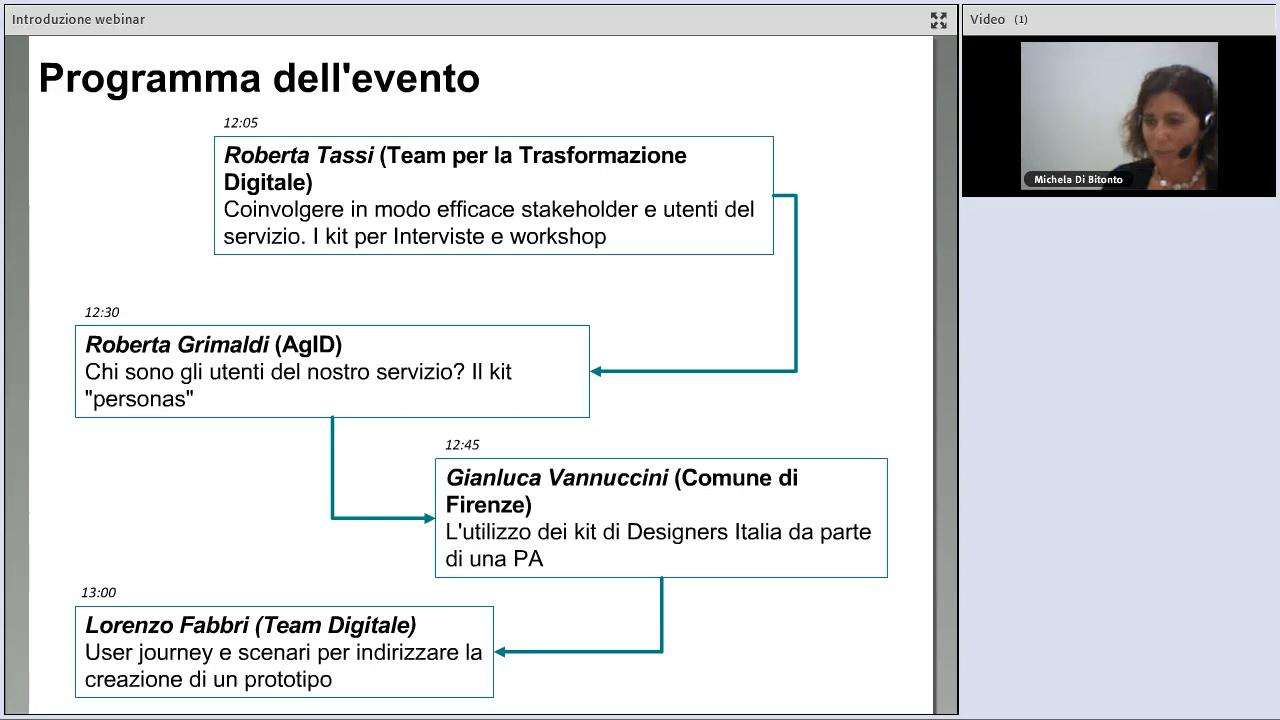 Introduzione webinar
Video (1)
Programma dell'evento
12:05
Roberta Tassi (Team per la Trasformazione
Digitale)
Coinvolgere in modo efficace stakeholder e utenti del
servizio. I kit per Interviste e workshop
12:30
Roberta Grimaldi (AgID)
Chi sono gli utenti del nostro servizio? Il kit
"personas"
12:45
Gianluca Vannuccini (Comune di
Firenze)
L'utilizzo dei kit di Designers Italia da parte
di una PA
13:00
Lorenzo Fabbri (Team Digitale)
User journey e scenari per indirizzare la
creazione di un prototipo
Michela Di Bitonto